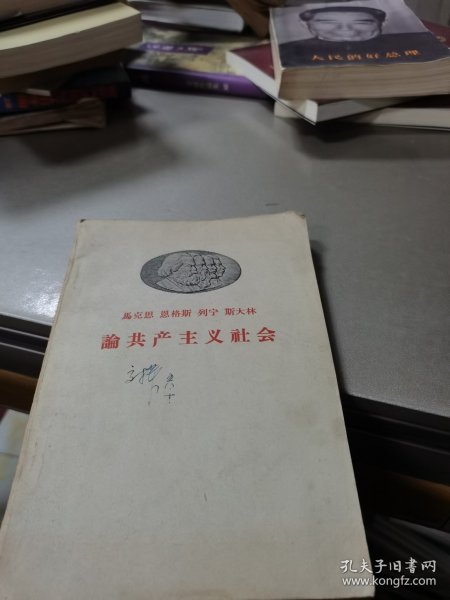 人民的好总理
馬克思 恩格斯 列宁 斯大林
論共产主义社会
孔夫子旧书网
www.kongfz.com